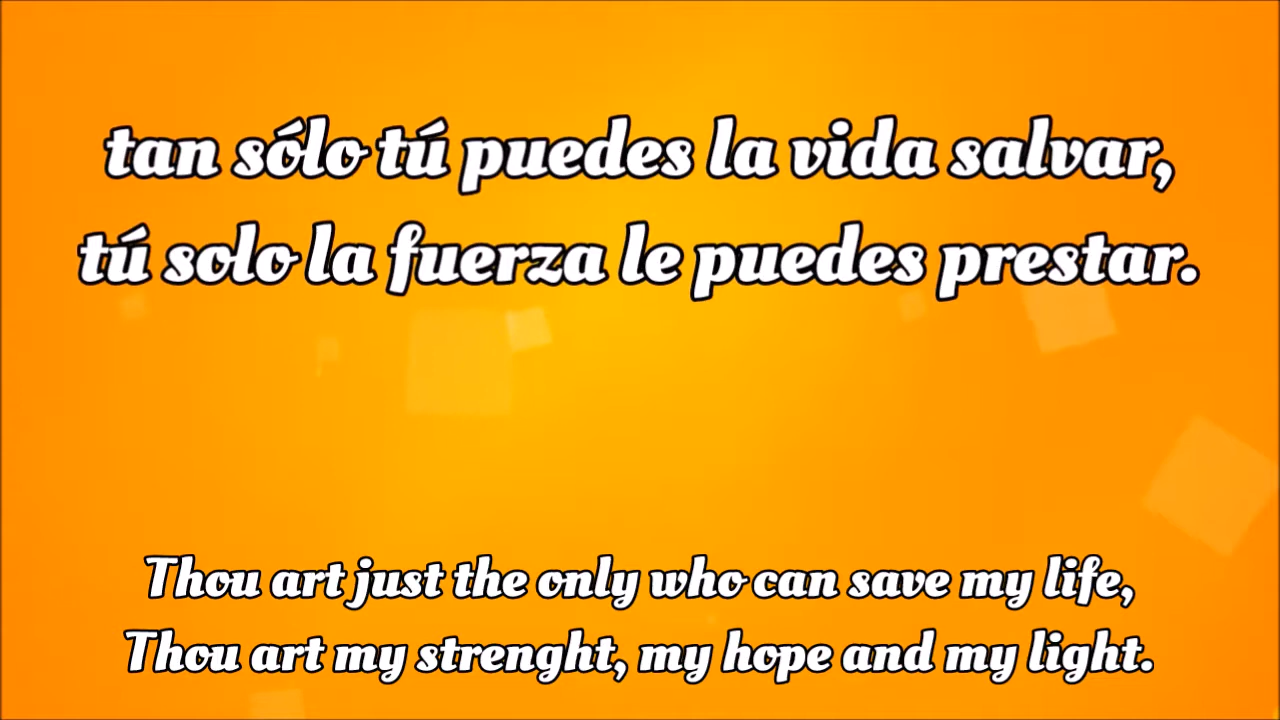 tan sólo tú puedes la vida salvar,
tú solo la fuerza le puedes prestar.
Thou art just the only who can save my life,
Thou art my strenght, my hope and my light.